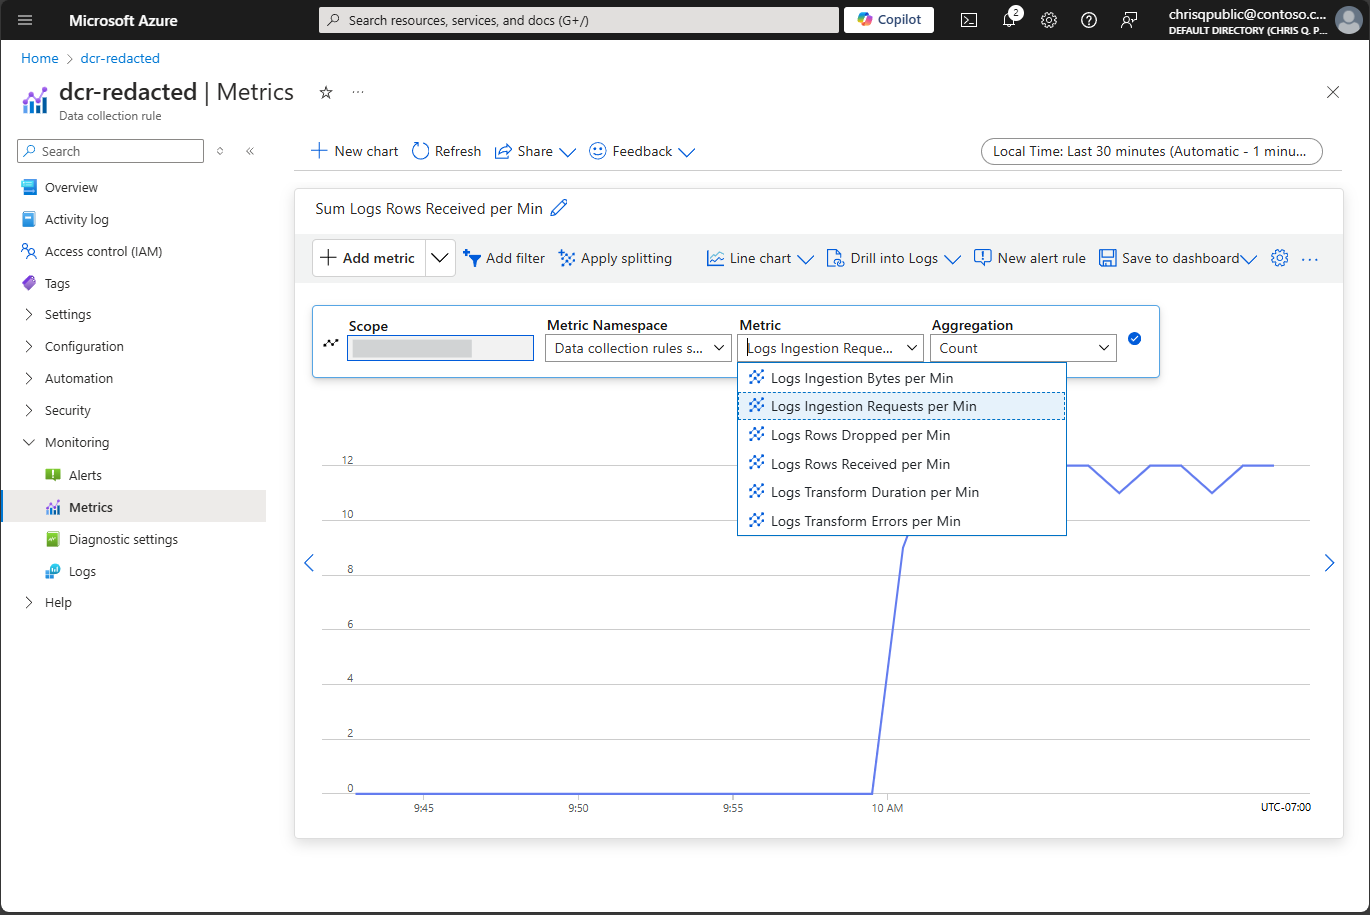 Microsoft Azure
Search resources, services, and docs (G+/)
Copilot
2
chrisqpublic@contoso.c...
DEFAULT DIRECTORY (CHRIS Q. P...
Home > dcr-redacted
dcr-redacted | Metrics
Data collection rule
Search
New chart Refresh Share Feedback
Local Time: Last 30 minutes (Automatic - 1 minu...
Overview
Activity log
Access control (IAM)
Tags
Settings
Configuration
Automation
Security
Monitoring
Alerts
Metrics
Diagnostic settings
Logs
Help
Sum Logs Rows Received per Min
Add metric Add filter Apply splitting Line chart Drill into Logs New alert rule Save to dashboard
Scope Metric Namespace Metric Aggregation
Data collection rules s... Logs Ingestion Reque... Count
Logs Ingestion Bytes per Min
Logs Ingestion Requests per Min
Logs Rows Dropped per Min
Logs Rows Received per Min
Logs Transform Duration per Min
Logs Transform Errors per Min
12
10
8
6
4
2
0
9:45 9:50 9:55 10 AM UTC-07:00